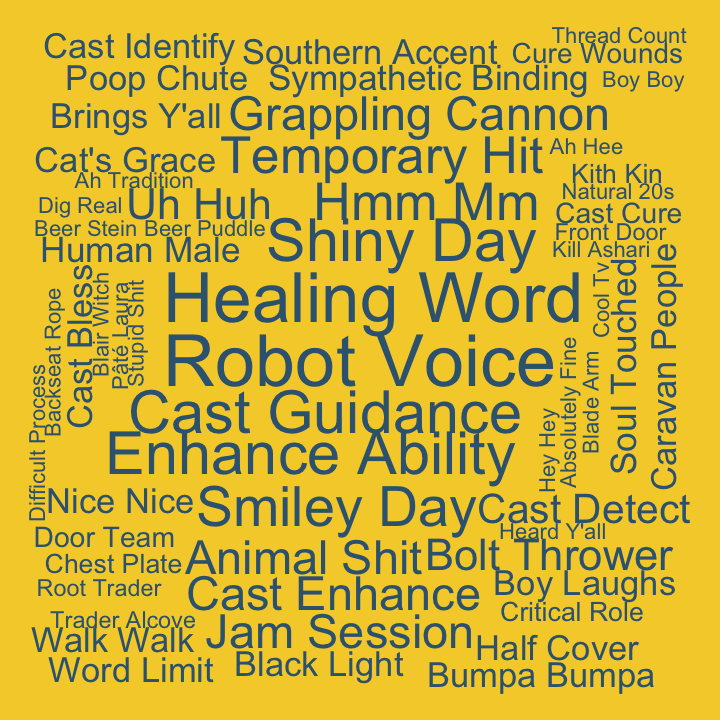 Thread Count
Cast Identify
Southern Accent
Cure Wounds
Poop Chute
Sympathetic Binding
Boy Boy
Brings Y'all
Grappling Cannon
Cat's Grace
Temporary Hit
Ah Hee
Ah Tradition
Kith Kin
Natural 20s
Dig Real
Uh Huh
Hmm Mm
Cast Cure
Beer Stein Beer Puddle
Front Door
Human Male
Shiny Day
Kill Ashari
Healing Word
Robot Voice
Cast Guidance
Enhance Ability
Difficult Process
Backseat Rope
Cast Bless
Blair Witch
Pâté Laura
Stupid Shit
Hey Hey
Absolutely Fine
Blade Arm
Cool Tv
Soul Touched
Caravan People
Nice Nice
Smiley Day
Cast Detect
Heard Y'all
Door Team
Chest Plate
Animal Shit
Bolt Thrower
Root Trader
Cast Enhance
Boy Laughs
Critical Role
Trader Alcove
Walk Walk
Jam Session
Half Cover
Word Limit
Black Light
Bumpa Bumpa